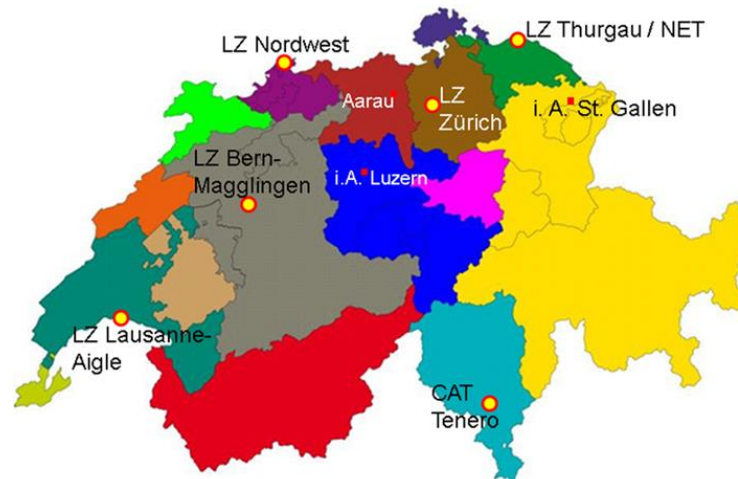 LZ Thurgau / NET
LZ Nordwest
Aarau
LZ
Zürich
i. A. St. Gallen
LZ Bern-
Magglingen
i.A. Luzern
LZ Lausanne-
Aigle
CAT
Tenero